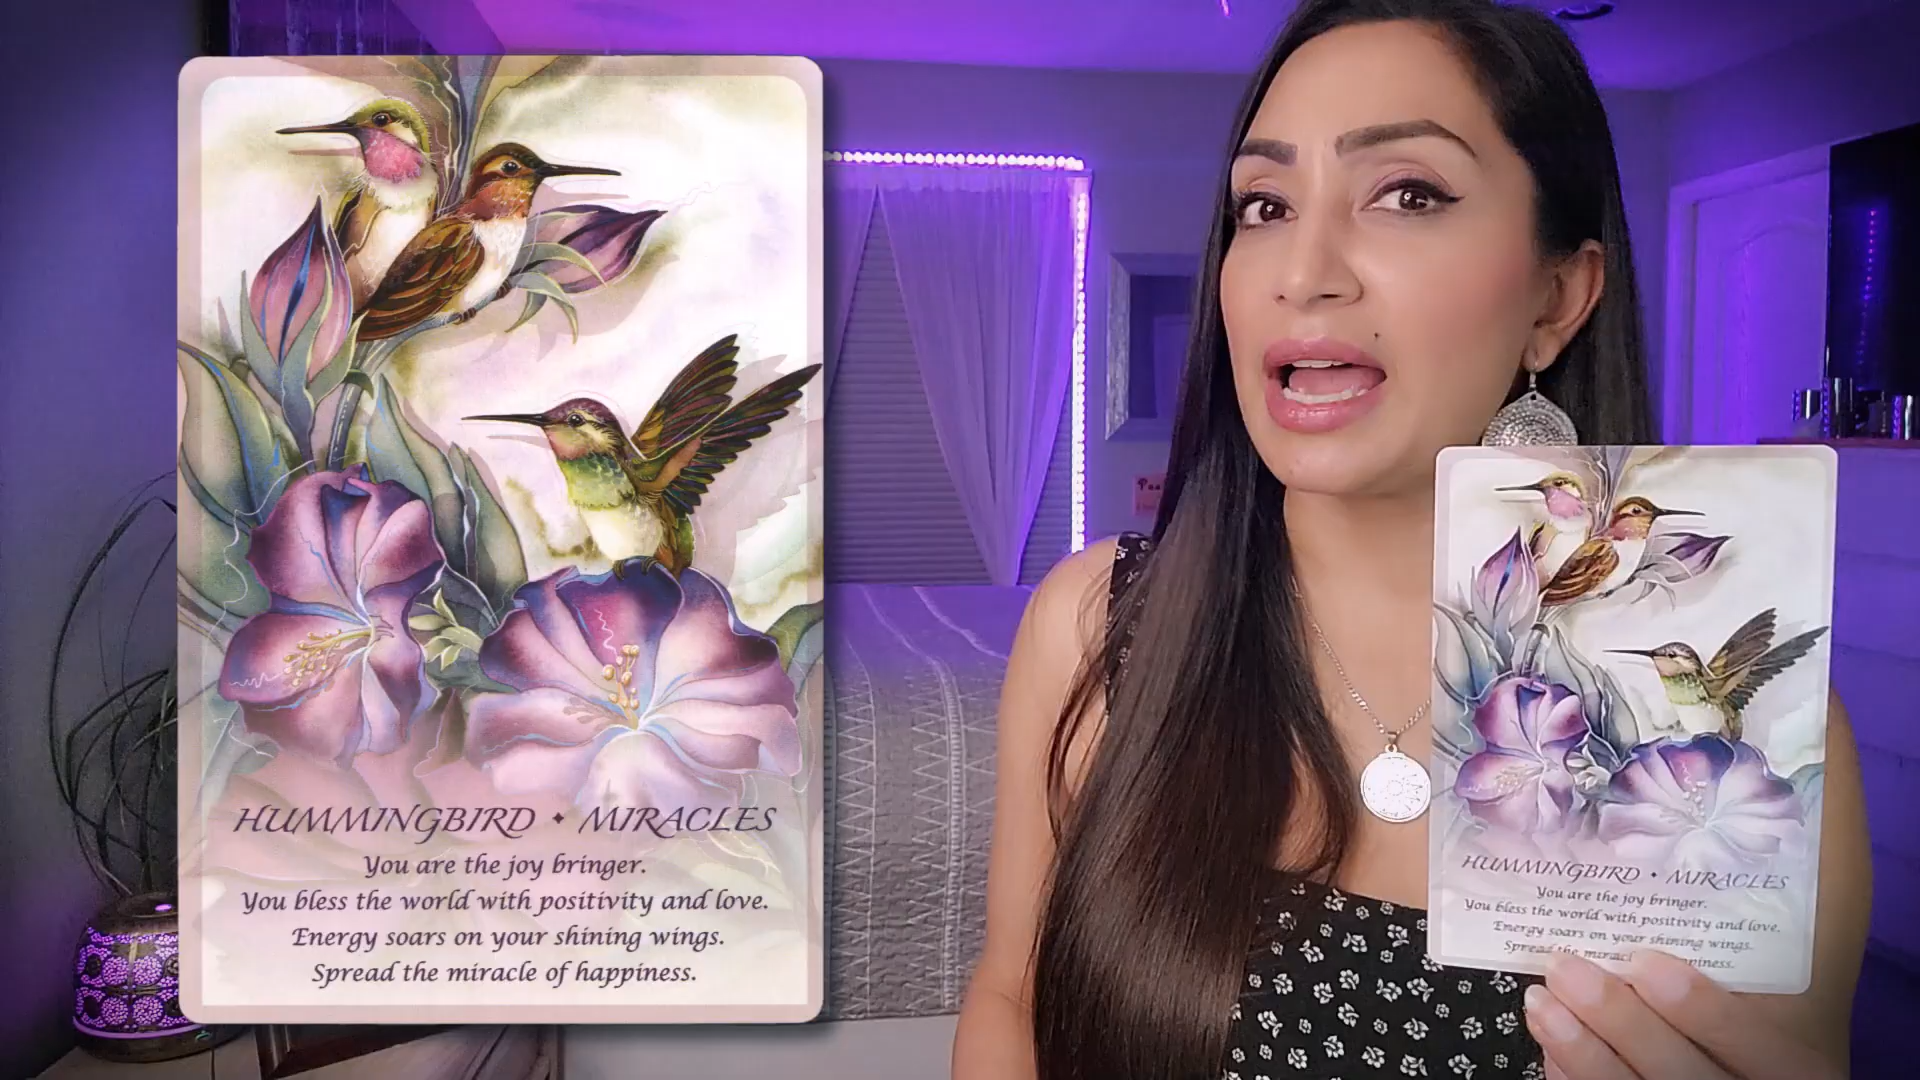 HUMMINGBIRD • MIRACLES
You are the joy bringer.
You bless the world with positivity and love.
Energy soars on your shining wings.
Spread the miracle of happiness.
HUMMINGBIRD • MIRACLES
You are the joy bringer.
You bless the world with positivity and love.
Energy soars on your shining wings.
Spread the